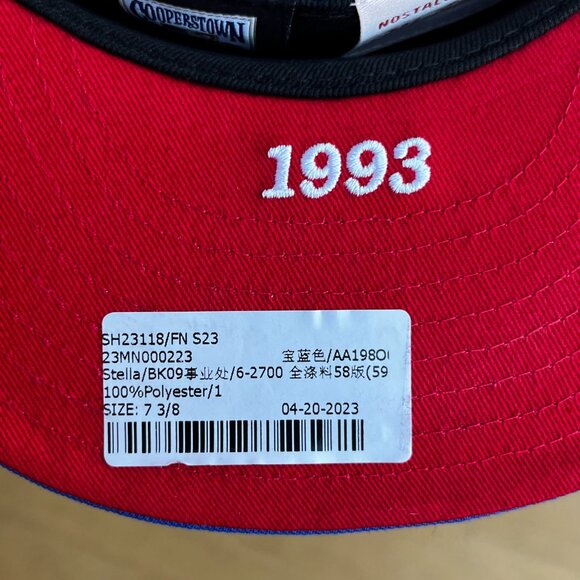 COOPERSTOWN
1993
SH23118/FN S23
23MN000223 宝蓝色/AA198O
Stella/BK09事业处/6-2700 全涤料58版(59
100%Polyester/1
SIZE: 7 3/8 04-20-2023